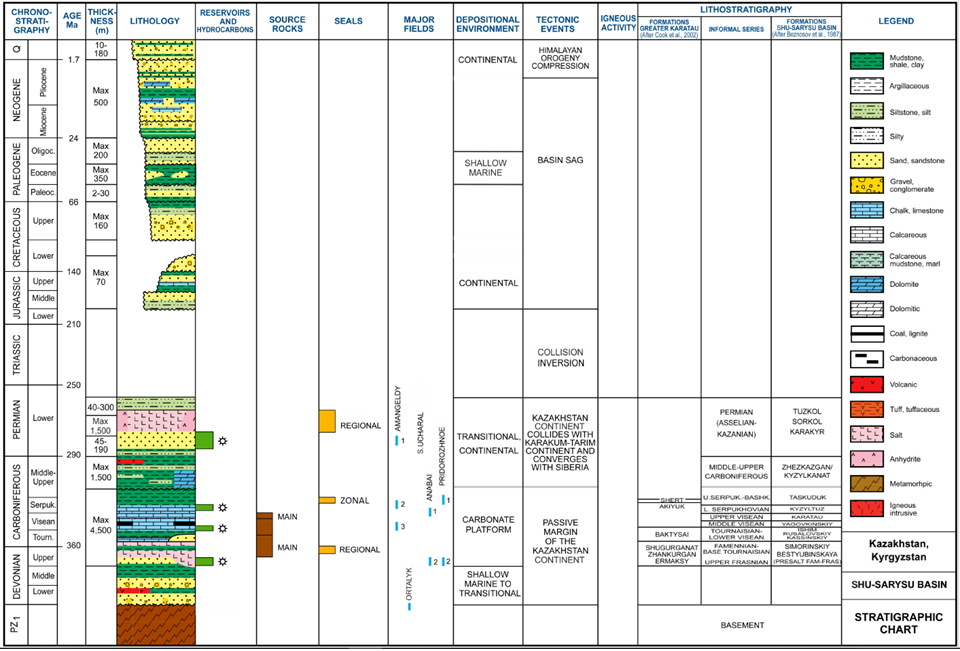 CHRONO-
STRATI-
GRAPHY
AGE
Ma
THICK-
NESS
(m)
LITHOLOGY
RESERVOIRS
AND
HYDROCARBONS
SOURCE
ROCKS
SEALS
MAJOR
FIELDS
DEPOSITIONAL
ENVIRONMENT
TECTONIC
EVENTS
IGNEOUS
ACTIVITY
LITHOSTRATIGRAPHY
FORMATIONS
GREATER KARATAU
(After Cook et al., 2002)
INFORMAL SERIES
FORMATIONS
SHU-SARYSU BASIN
(After Beznosov et al., 1987)
LEGEND
Q
NEOGENE
Pliocene
Miocene
PALEOGENE
Oligoc.
Eocene
Paleoc.
CRETACEOUS
Upper
Lower
JURASSIC
Upper
Middle
Lower
TRIASSIC
PERMIAN
Lower
CARBONIFEROUS
Middle-
Upper
Serpuk.
Visean
Tourn.
DEVONIAN
Upper
Middle
Lower
PZ1
1.7
24
66
140
210
250
290
360
10-
180
Max
500
Max
200
Max
350
2-30
Max
160
Max
70
40-300
Max
1,500
45-
190
Max
1,500
Max
4,500
MAIN
MAIN
REGIONAL
ZONAL
REGIONAL
AMANGELDY
S.UCHARAL
ANABAI
PRIDOROZHNOE
ORTALYK
1
2
3
1
1
2
2
CONTINENTAL
SHALLOW
MARINE
CONTINENTAL
TRANSITIONAL,
CONTINENTAL
CARBONATE
PLATFORM
SHALLOW
MARINE TO
TRANSITIONAL
HIMALAYAN
OROGENY
COMPRESSION
BASIN SAG
COLLISION
INVERSION
KAZAKHSTAN
CONTINENT
COLLIDES WITH
KARAKUM-TARIM
CONTINENT AND
CONVERGES
WITH SIBERIA
PASSIVE
MARGIN
OF THE
KAZAKHSTAN
CONTINENT
SHERT
AKIYUK
BAKTYSAI
SHUGURGANAT
ZHANKURGAN
ERMAKSY
PERMIAN
(ASSELIAN-
KAZANIAN)
MIDDLE-UPPER
CARBONIFEROUS
U.SERPUK.-BASHK.
L. SERPUKHOVIAN
UPPER VISEAN
MIDDLE VISEAN
TOURNAISIAN-
LOWER VISEAN
FAMENNIAN-
BASE TOURNAISIAN
UPPER FRASNIAN
BASEMENT
TUZKOL
SORKOL
KARAKYR
ZHEZKAZGAN/
KYZYLKANAT
TASKUDUK
KYZYLTUZ
KARATAU
YAGOVKINSKIY
ISHIM
RUSALOVSKIY
KASSINSKIY
SIMORINSKIY
BESTYUBINSKAYA
(PRESALT FAM-FRAS)
Mudstone,
shale, clay
Argillaceous
Siltstone, silt
Silty
Sand, sandstone
Gravel,
conglomerate
Chalk, limestone
Calcareous
Calcareous
mudstone, marl
Dolomite
Dolomitic
Coal, lignite
Carbonaceous
Volcanic
Tuff, tuffaceous
Salt
Anhydrite
Metamorpic
Igneous
intrusive
Kazakhstan,
Kyrgyzstan
SHU-SARYSU BASIN
STRATIGRAPHIC
CHART